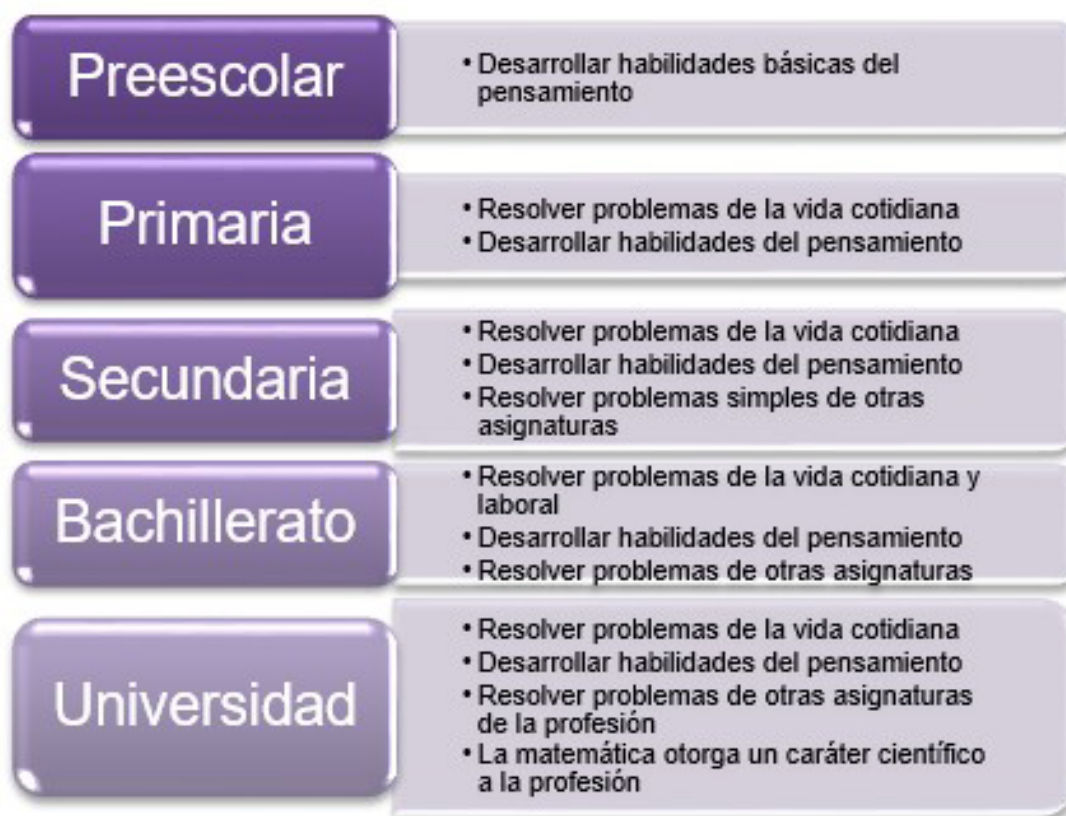 Preescolar
• Desarrollar habilidades básicas del
pensamiento
Primaria
• Resolver problemas de la vida cotidiana
• Desarrollar habilidades del pensamiento
Secundaria
• Resolver problemas de la vida cotidiana
• Desarrollar habilidades del pensamiento
• Resolver problemas simples de otras
asignaturas
Bachillerato
• Resolver problemas de la vida cotidiana y
laboral
• Desarrollar habilidades del pensamiento
• Resolver problemas de otras asignaturas
Universidad
• Resolver problemas de la vida cotidiana
• Desarrollar habilidades del pensamiento
• Resolver problemas de otras asignaturas
de la profesión
• La matemática otorga un caráter científico
a la profesión